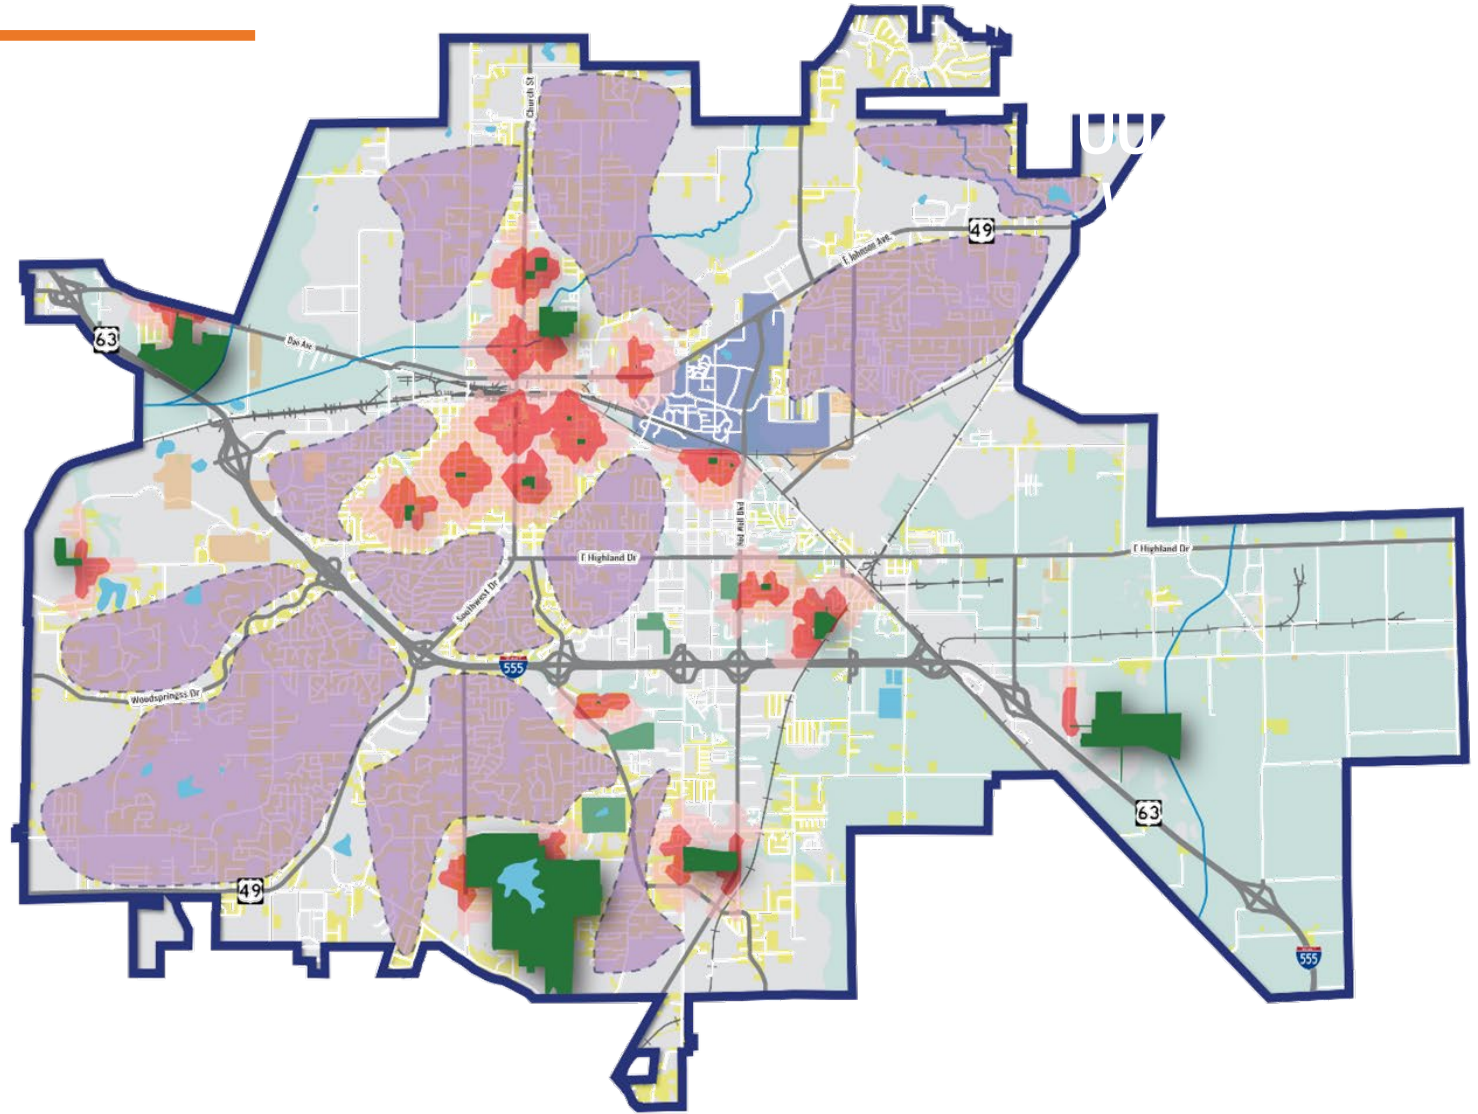 Church St
49
E Johnson Ave
63
Dan Ave
Red Wolf Blvd
E Highland Dr
E Highland Dr
Southwest Dr
555
Woodsprings Dr
63
49
555